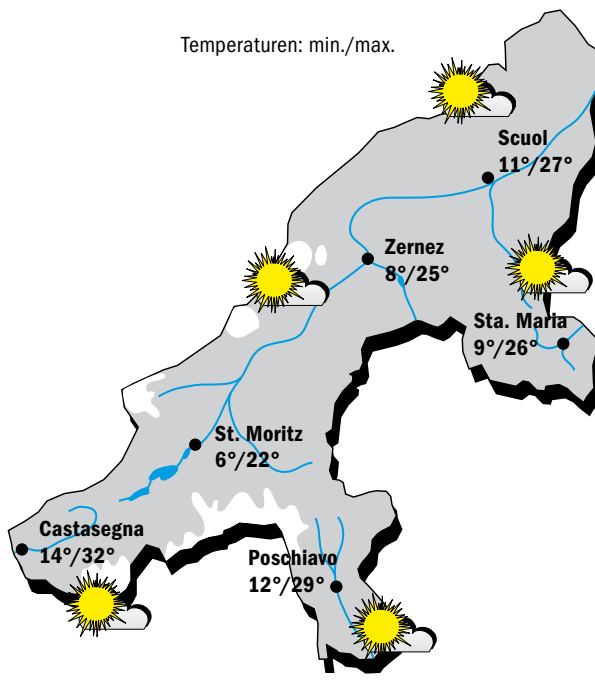 Temperaturen: min./max.
Scuol
11°/27°
Zernez
8°/25°
Sta. Maria
9°/26°
St. Moritz
6°/22°
Castasegna
14°/32°
Poschiavo
12°/29°